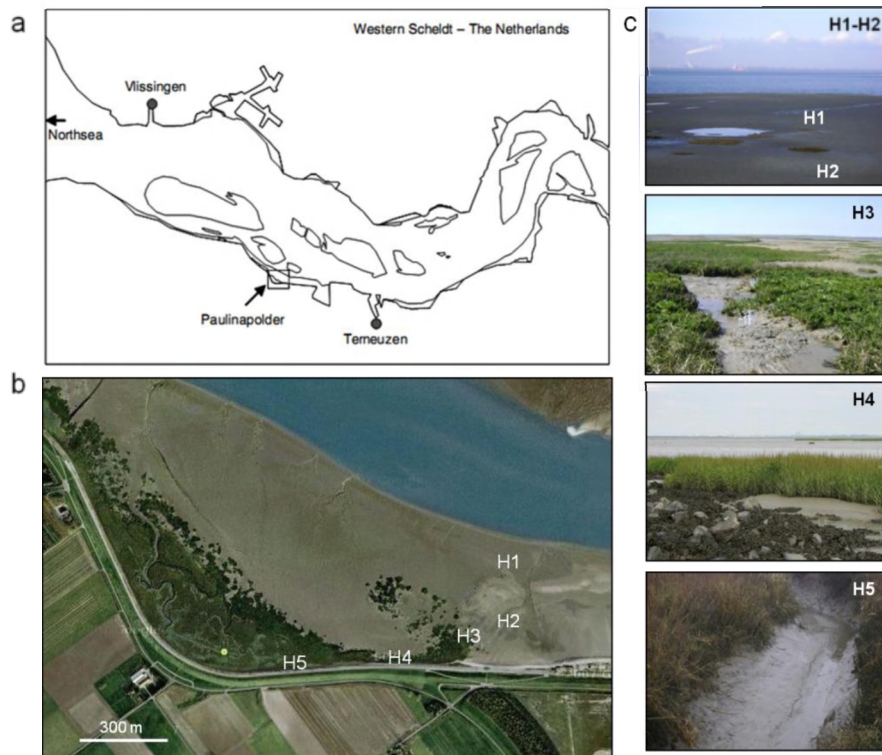 a
Western Scheldt – The Netherlands
Vlissingen
Northsea
Paulinapolder
Terneuzen
b
H1
H2
H3
H4
H5
300 m
c
H1-H2
H1
H2
H3
H4
H5